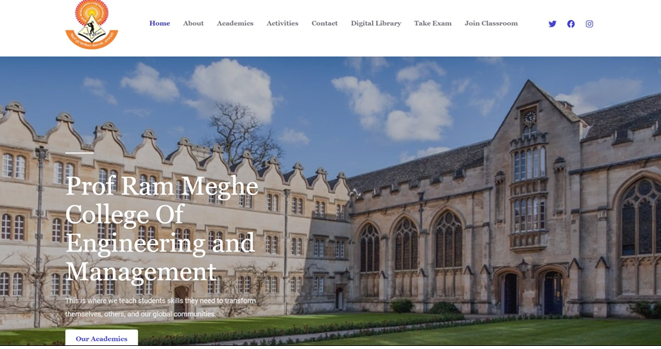 Home About Academics Activities Contact Digital Library Take Exam Join Classroom
Prof Ram Meghe
College Of
Engineering and
Management
This is where we teach students skills they need to transform
themselves, others, and our global communities.
Our Academics